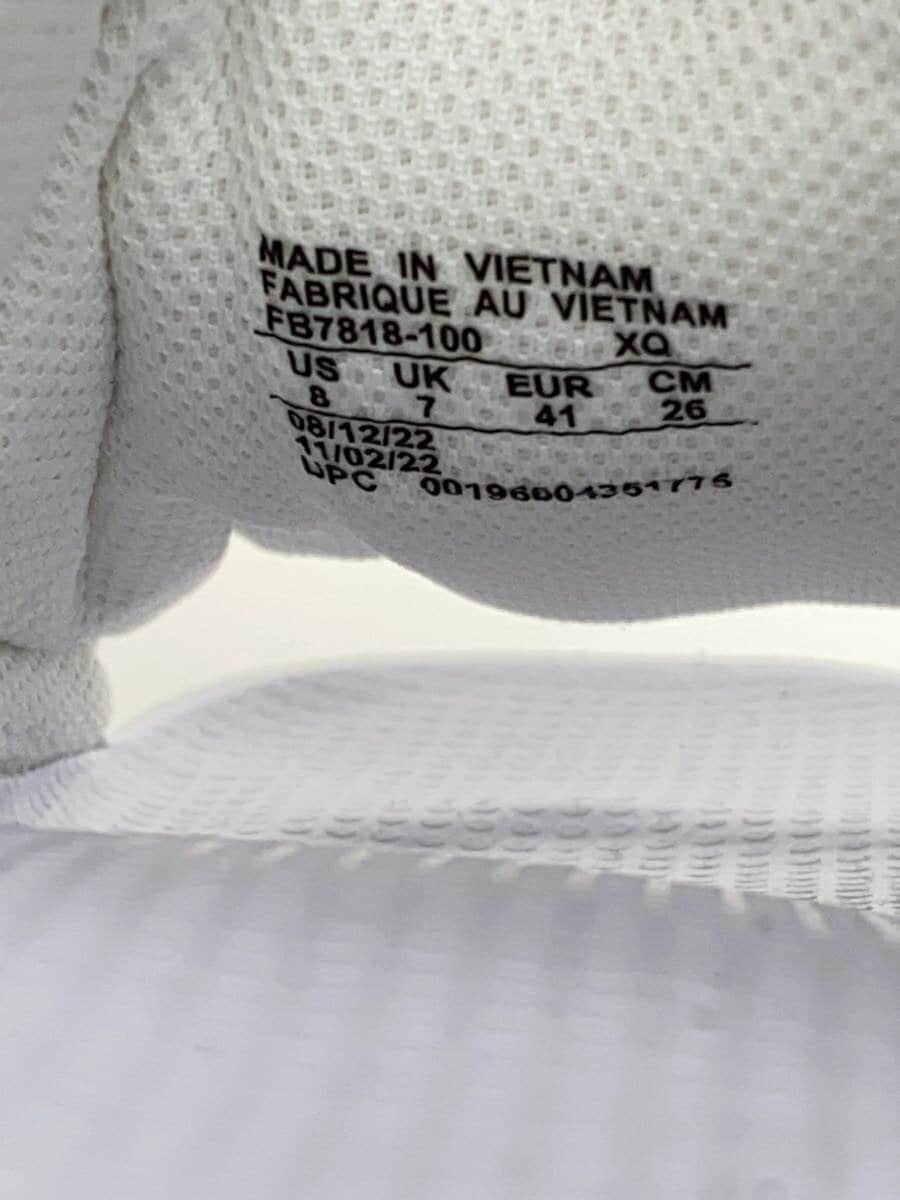 MADE IN VIETNAM
FABRIQUE AU VIETNAM
FB7818-100 XQ
US UK EUR CM
8 7 41 26
08/12/22
11/02/22
UPC 00196604351775